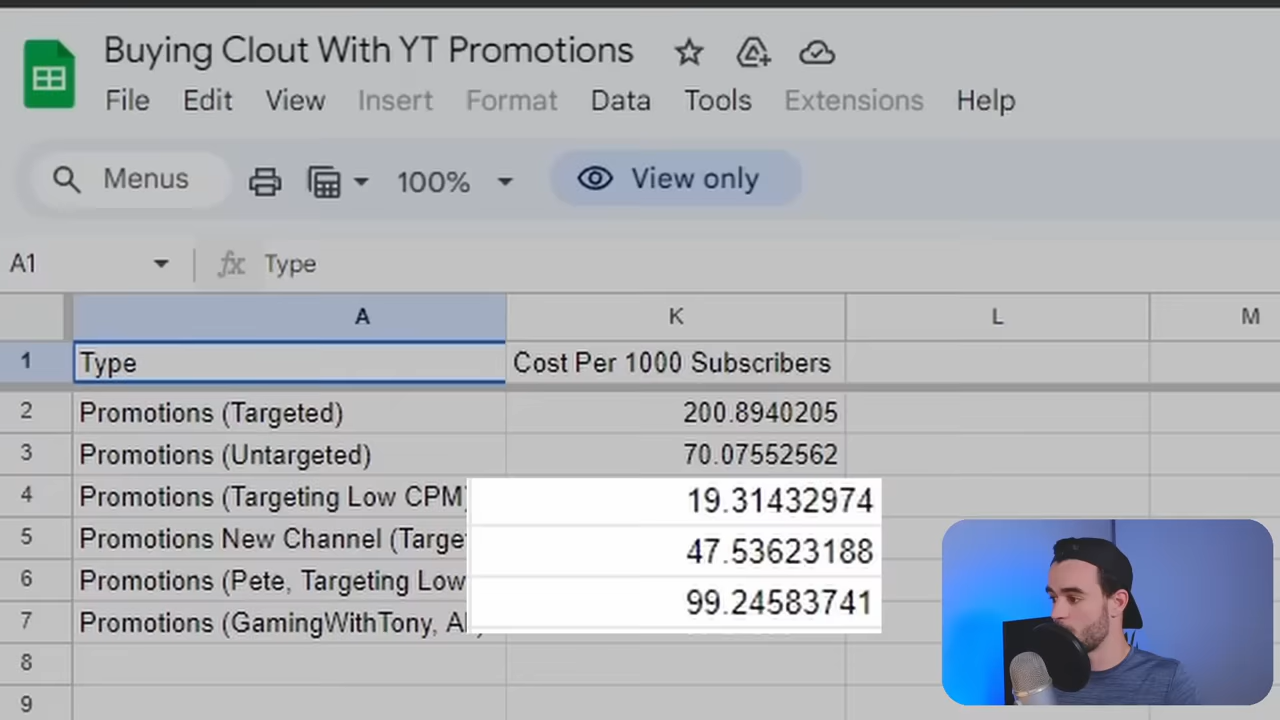 Buying Clout With YT Promotions
File Edit View Insert Format Data Tools Extensions Help
Menus 100% View only
A1 fx Type
A K L M
1 Type Cost Per 1000 Subscribers
2 Promotions (Targeted) 200.8940205
3 Promotions (Untargeted) 70.07552562
4 Promotions (Targeting Low CPM) 19.31432974
5 Promotions New Channel (Targe 47.53623188
6 Promotions (Pete, Targeting Low 99.24583741
7 Promotions (GamingWithTony,
8
9